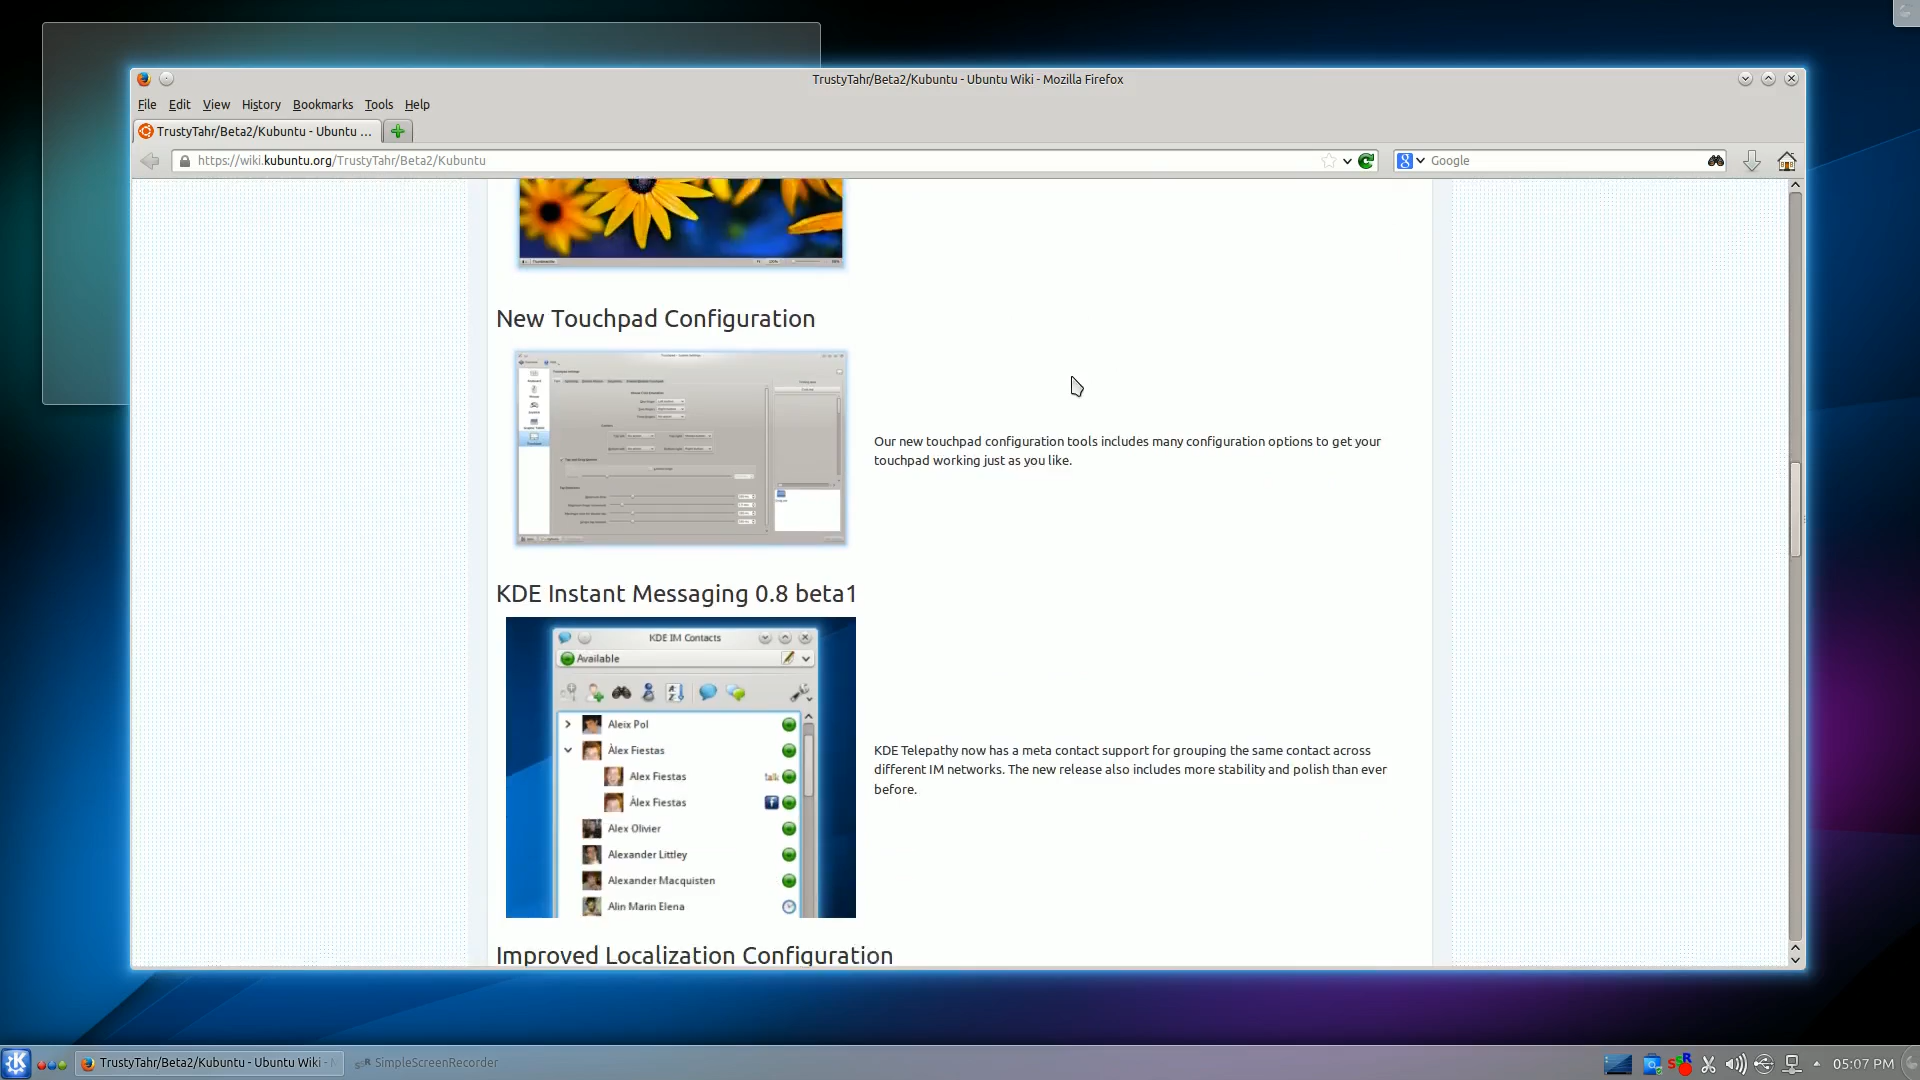 TrustyTahr/Beta2/Kubuntu - Ubuntu Wiki - Mozilla Firefox
File Edit View History Bookmarks Tools Help
TrustyTahr/Beta2/Kubuntu - Ubuntu ...
https://wiki.kubuntu.org/TrustyTahr/Beta2/Kubuntu
Google
New Touchpad Configuration
Our new touchpad configuration tools includes many configuration options to get your
touchpad working just as you like.
KDE Instant Messaging 0.8 beta1
KDE IM Contacts
Available
Aleix Pol
Àlex Fiestas
Alex Fiestas
talk
Àlex Fiestas
Alex Olivier
Alexander Littley
Alexander Macquisten
Alin Marin Elena
KDE Telepathy now has a meta contact support for grouping the same contact across
different IM networks. The new release also includes more stability and polish than ever
before.
Improved Localization Configuration
TrustyTahr/Beta2/Kubuntu - Ubuntu Wiki -
SimpleScreenRecorder
05:07 PM